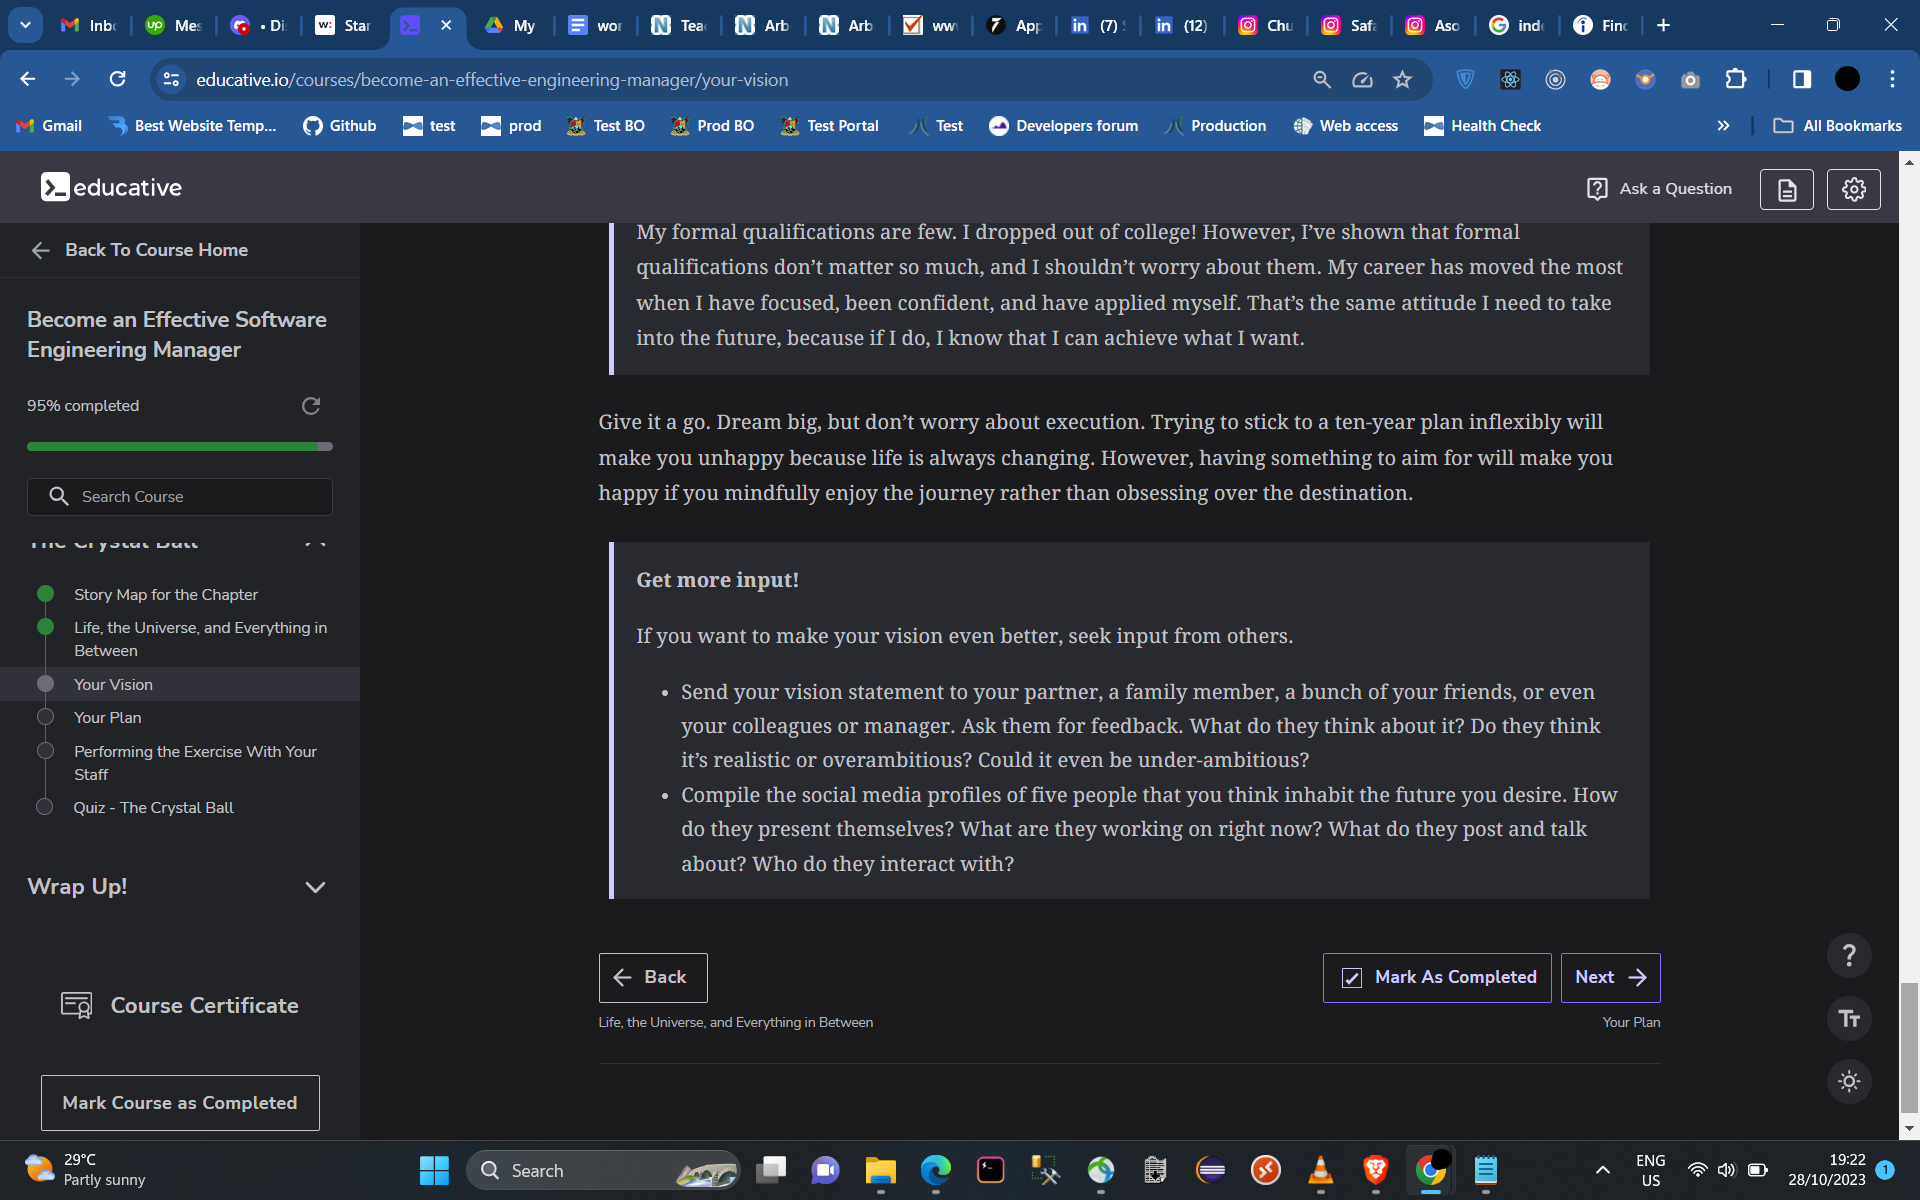 Inb
Mes
• Di
w: Star
My
wor
Tea
Arb
Arb
ww
App
(7)
(12)
Chu
Safa
Aso
inde
Finc
educative.io/courses/become-an-effective-engineering-manager/your-vision
Gmail
Best Website Temp...
Github
test
prod
Test BO
Prod BO
Test Portal
Test
Developers forum
Production
Web access
Health Check
All Bookmarks
educative
Ask a Question
Back To Course Home
Become an Effective Software
Engineering Manager
95% completed
Search Course
The Crystal Ball
Story Map for the Chapter
Life, the Universe, and Everything in
Between
Your Vision
Your Plan
Performing the Exercise With Your
Staff
Quiz - The Crystal Ball
Wrap Up!
Course Certificate
Mark Course as Completed
My formal qualifications are few. I dropped out of college! However, I’ve shown that formal
qualifications don’t matter so much, and I shouldn’t worry about them. My career has moved the most
when I have focused, been confident, and have applied myself. That’s the same attitude I need to take
into the future, because if I do, I know that I can achieve what I want.
Give it a go. Dream big, but don’t worry about execution. Trying to stick to a ten-year plan inflexibly will
make you unhappy because life is always changing. However, having something to aim for will make you
happy if you mindfully enjoy the journey rather than obsessing over the destination.
Get more input!
If you want to make your vision even better, seek input from others.
• Send your vision statement to your partner, a family member, a bunch of your friends, or even
your colleagues or manager. Ask them for feedback. What do they think about it? Do they think
it’s realistic or overambitious? Could it even be under-ambitious?
• Compile the social media profiles of five people that you think inhabit the future you desire. How
do they present themselves? What are they working on right now? What do they post and talk
about? Who do they interact with?
Back
Mark As Completed
Next
Life, the Universe, and Everything in Between
Your Plan
?
Tт
29°C
Partly sunny
Search
ENG
US
19:22
28/10/2023
1